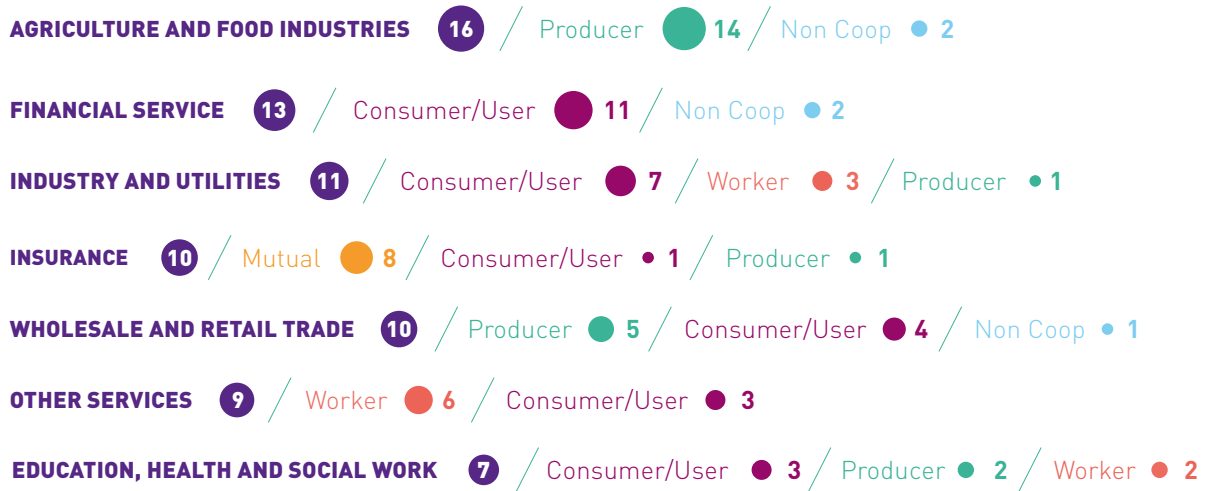 AGRICULTURE AND FOOD INDUSTRIES 16 / Producer 14 / Non Coop 2
FINANCIAL SERVICE 13 / Consumer/User 11 / Non Coop 2
INDUSTRY AND UTILITIES 11 / Consumer/User 7 / Worker 3 / Producer 1
INSURANCE 10 / Mutual 8 / Consumer/User 1 / Producer 1
WHOLESALE AND RETAIL TRADE 10 / Producer 5 / Consumer/User 4 / Non Coop 1
OTHER SERVICES 9 / Worker 6 / Consumer/User 3
EDUCATION, HEALTH AND SOCIAL WORK 7 / Consumer/User 3 / Producer 2 / Worker 2